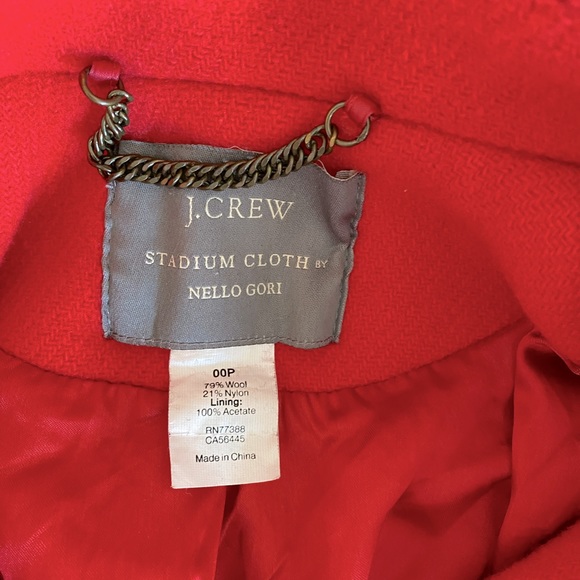 J.CREW
STADIUM CLOTH BY
NELLO GORI
00P
79% Wool
21% Nylon
Lining:
100% Acetate
RN77388
CA56445
Made in China